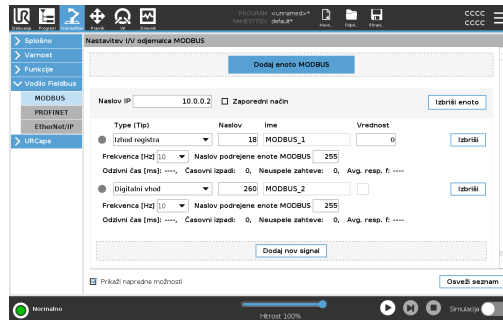 PROGRAM <unnamed>*
NAMESTITEV default*
Delovanje Program Namestitev Premik V/I Dnevnik Novo... Odpri... Shrani...
CCCC
CCCC
Splošno
Varnost
Funkcije
Vodilo Fieldbus
MODBUS
PROFINET
EtherNet/IP
URCaps
Nastavitev I/V odjemalca MODBUS
Dodaj enoto MODBUS
Naslov IP 10.0.0.2 Zaporedni način Izbriši enoto
Type (Tip) Naslov Ime Vrednost
Izhod registra 18 MODBUS_1 0 Izbriši
Frekvenca [Hz] 10 Naslov podrejene enote MODBUS 255
Odzivni čas [ms]: ----, Časovni izpadi: 0, Neuspele zahteve: 0, Avg. resp. f: ----
Digitalni vhod 260 MODBUS_2 Izbriši
Frekvenca [Hz] 10 Naslov podrejene enote MODBUS 255
Odzivni čas [ms]: ----, Časovni izpadi: 0, Neuspele zahteve: 0, Avg. resp. f: ----
Dodaj nov signal
Prikaži napredne možnosti
Osveži seznam
Normalno
Hitrost 100%
Simulacija